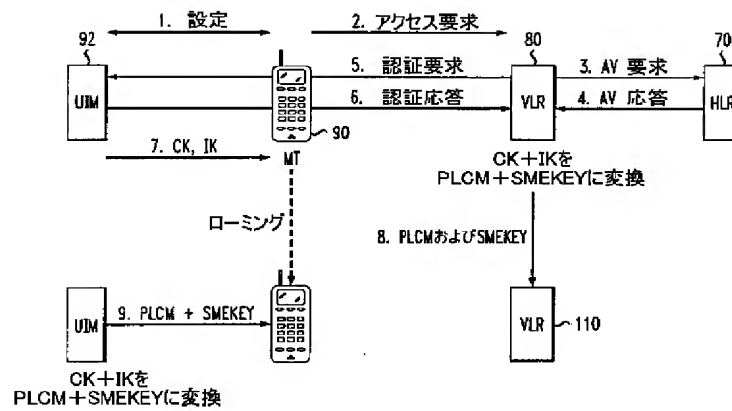 92
1. 設定
2. アクセス要求
80
70
UIM
5. 認証要求
6. 認証応答
VLR
3. AV 要求
4. AV 応答
HLR
90
7. CK, IK
MT
CK+IKを
PLCM+SMEKEYに変換
ローミング
8. PLCMおよびSMEKEY
UIM
9. PLCM + SMEKEY
VLR
110
CK+IKを
PLCM+SMEKEYに変換